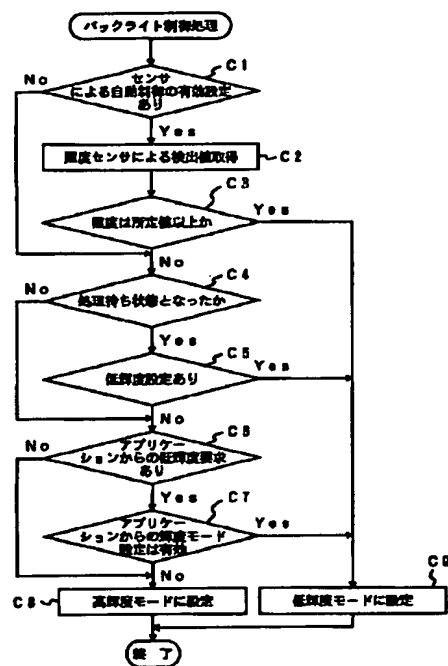 バックライト制御処理
C1
No
センサ
による自動制御の有効設定
あり
Yes
照度センサによる検出値取得
C2
C3
照度は所定値以上か
Yes
No
C4
No
処理待ち状態となったか
Yes
C5
低輝度設定あり
Yes
No
C6
No
アプリケー
ションからの低輝度要求
あり
Yes
C7
アプリケー
ションからの輝度モード
設定は有効
Yes
No
C8
高輝度モードに設定
低輝度モードに設定
C9
終 了